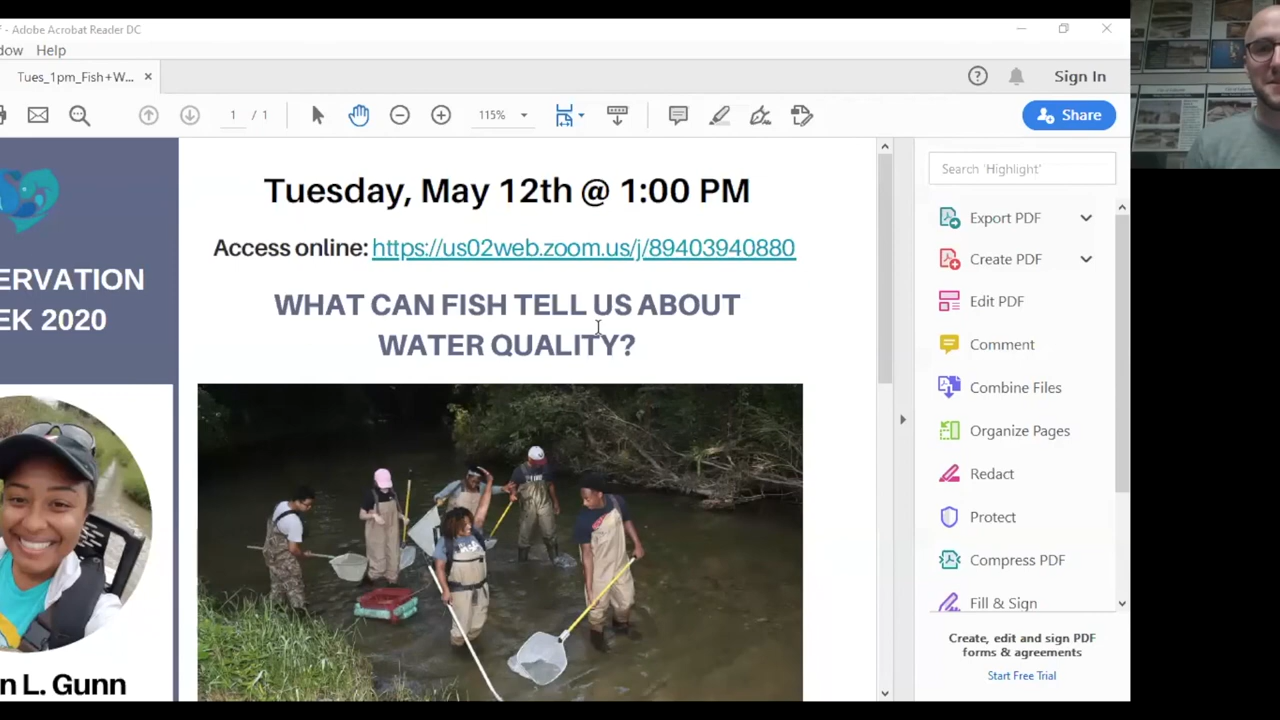 - Adobe Acrobat Reader DC
dow Help
Tues_1pm_Fish+W... ×
Sign In
1 / 1
115%
Share
Search 'Highlight'
Tuesday, May 12th @ 1:00 PM
Access online: https://us02web.zoom.us/j/89403940880
ERVATION
EK 2020
WHAT CAN FISH TELL US ABOUT
WATER QUALITY?
n L. Gunn
Export PDF
Create PDF
Edit PDF
Comment
Combine Files
Organize Pages
Redact
Protect
Compress PDF
Fill & Sign
Create, edit and sign PDF
forms & agreements
Start Free Trial